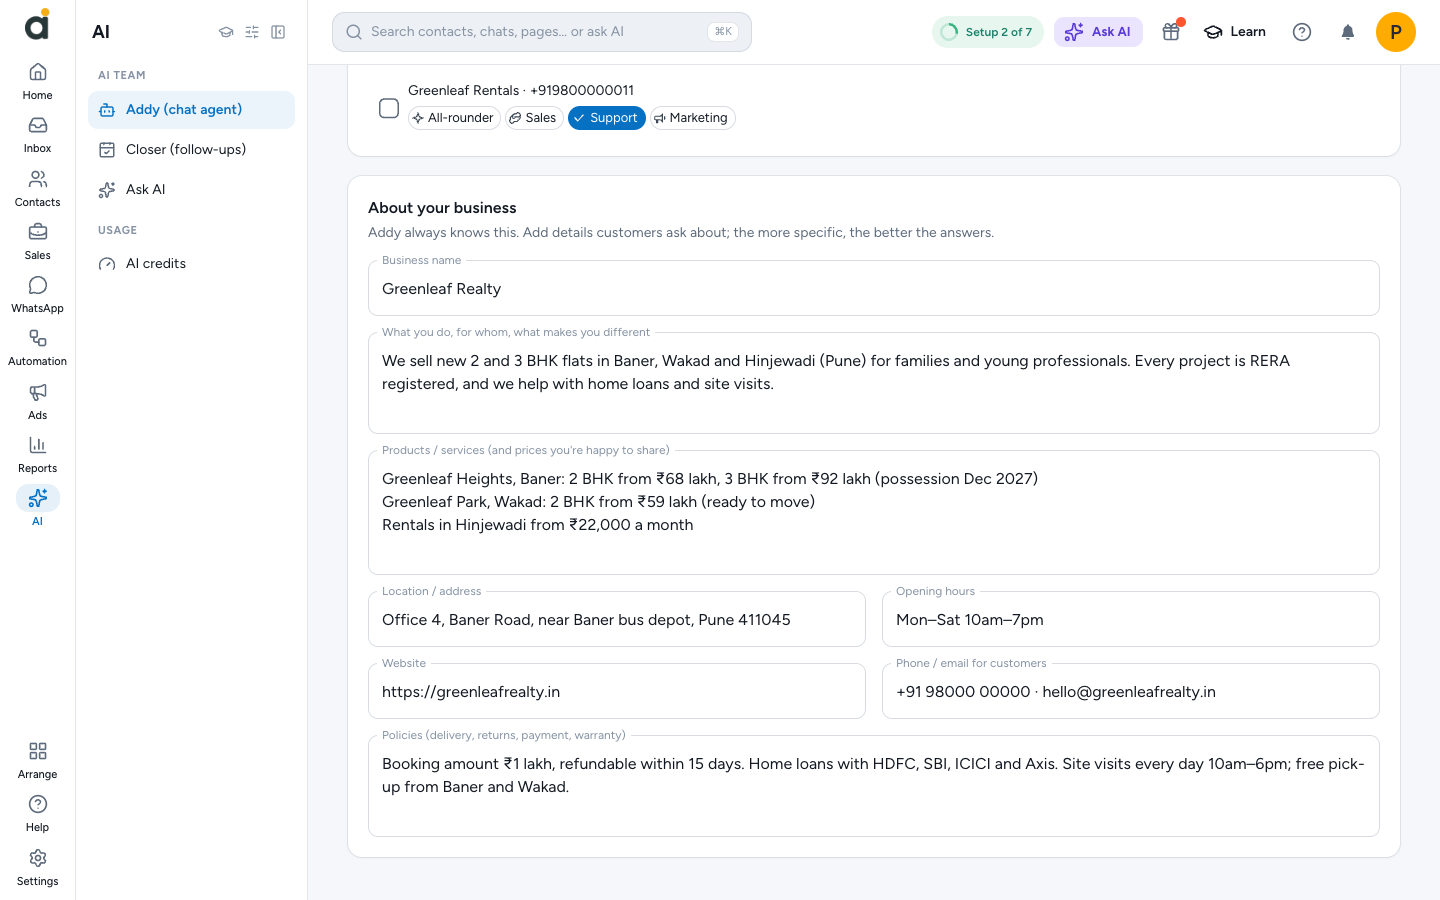 AI
Search contacts, chats, pages... or ask AI
⌘K
Setup 2 of 7
Ask AI
Learn
P
Home
Inbox
Contacts
Sales
WhatsApp
Automation
Ads
Reports
AI
Arrange
Help
Settings
AI TEAM
Addy (chat agent)
Closer (follow-ups)
Ask AI
USAGE
AI credits
Greenleaf Rentals · +919800000011
All-rounder
Sales
Support
Marketing
About your business
Addy always knows this. Add details customers ask about; the more specific, the better the answers.
Business name
Greenleaf Realty
What you do, for whom, what makes you different
We sell new 2 and 3 BHK flats in Baner, Wakad and Hinjewadi (Pune) for families and young professionals. Every project is RERA
registered, and we help with home loans and site visits.
Products / services (and prices you're happy to share)
Greenleaf Heights, Baner: 2 BHK from ₹68 lakh, 3 BHK from ₹92 lakh (possession Dec 2027)
Greenleaf Park, Wakad: 2 BHK from ₹59 lakh (ready to move)
Rentals in Hinjewadi from ₹22,000 a month
Location / address
Office 4, Baner Road, near Baner bus depot, Pune 411045
Opening hours
Mon–Sat 10am–7pm
Website
https://greenleafrealty.in
Phone / email for customers
+91 98000 00000 · hello@greenleafrealty.in
Policies (delivery, returns, payment, warranty)
Booking amount ₹1 lakh, refundable within 15 days. Home loans with HDFC, SBI, ICICI and Axis. Site visits every day 10am–6pm; free pick-
up from Baner and Wakad.